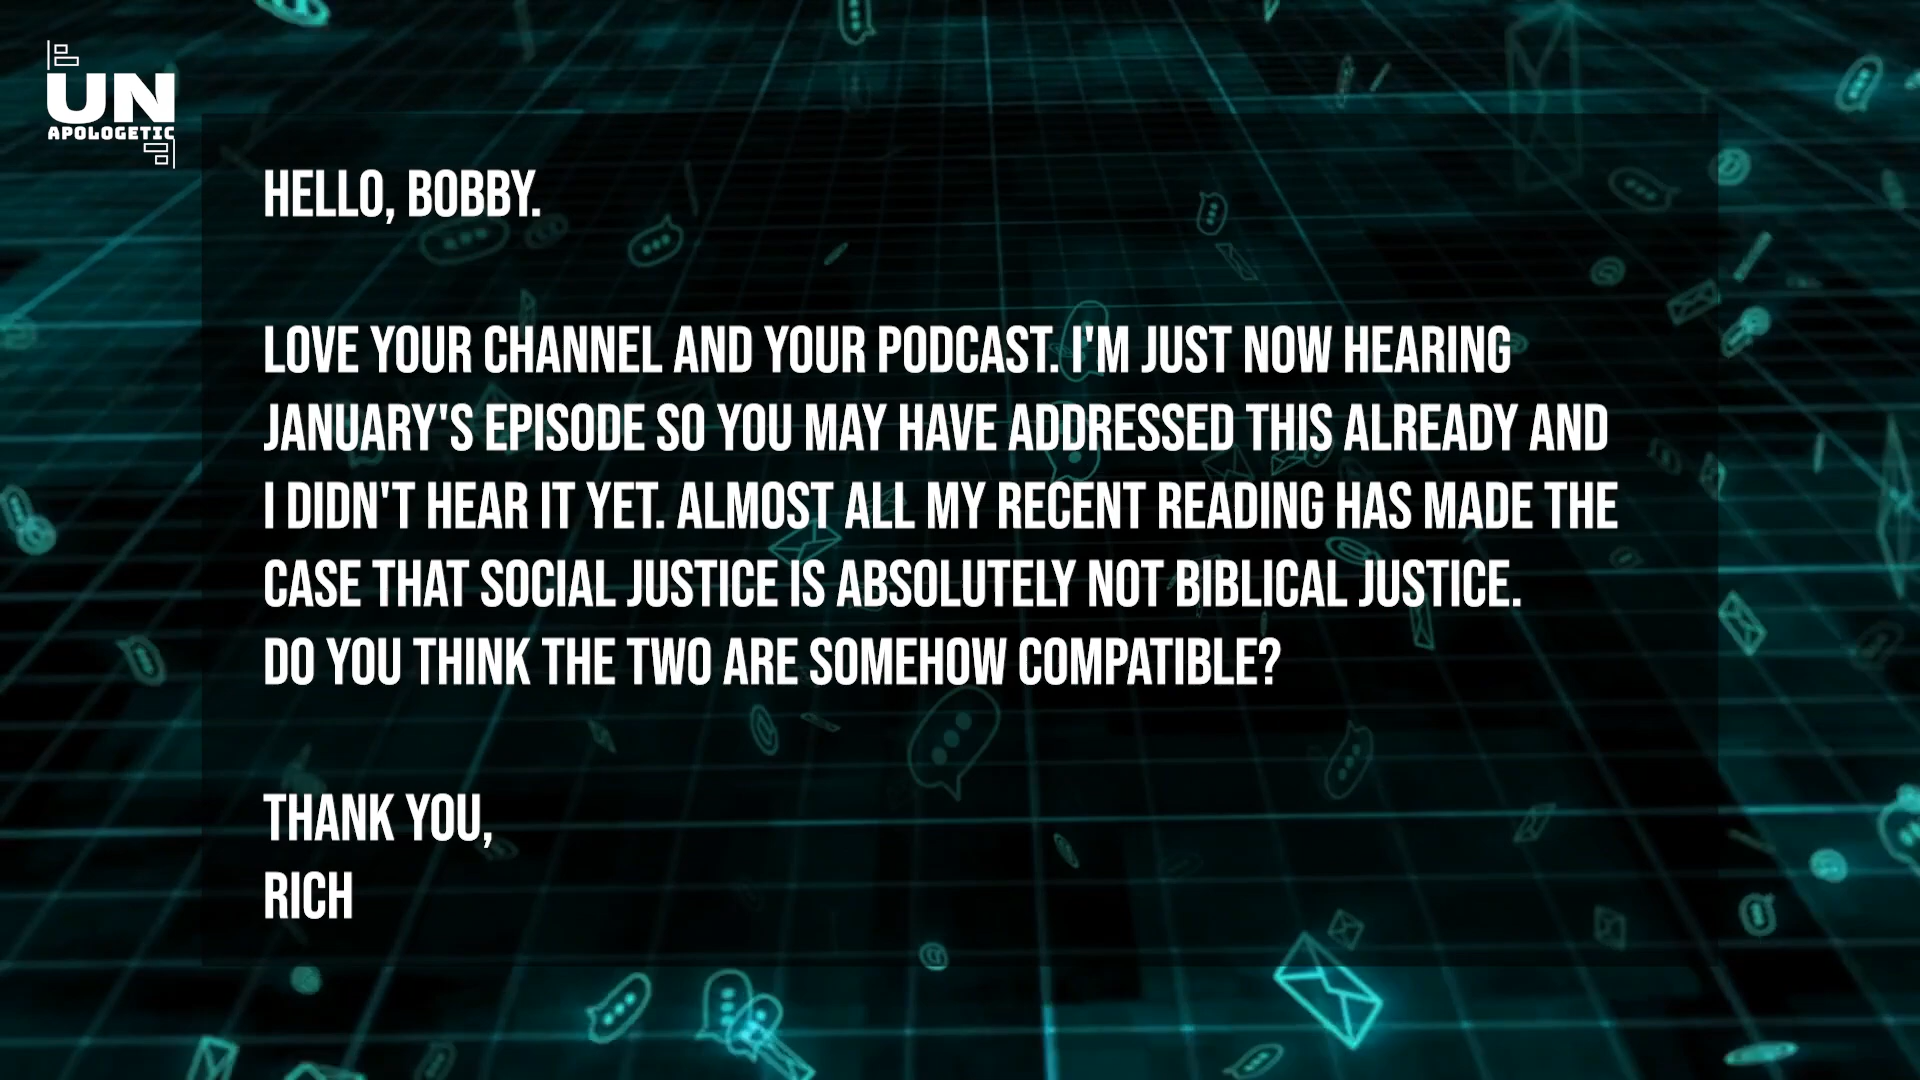 UN
APOLOGETIC
HELLO, BOBBY.
LOVE YOUR CHANNEL AND YOUR PODCAST. I'M JUST NOW HEARING
JANUARY'S EPISODE SO YOU MAY HAVE ADDRESSED THIS ALREADY AND
I DIDN'T HEAR IT YET. ALMOST ALL MY RECENT READING HAS MADE THE
CASE THAT SOCIAL JUSTICE IS ABSOLUTELY NOT BIBLICAL JUSTICE.
DO YOU THINK THE TWO ARE SOMEHOW COMPATIBLE?
THANK YOU,
RICH